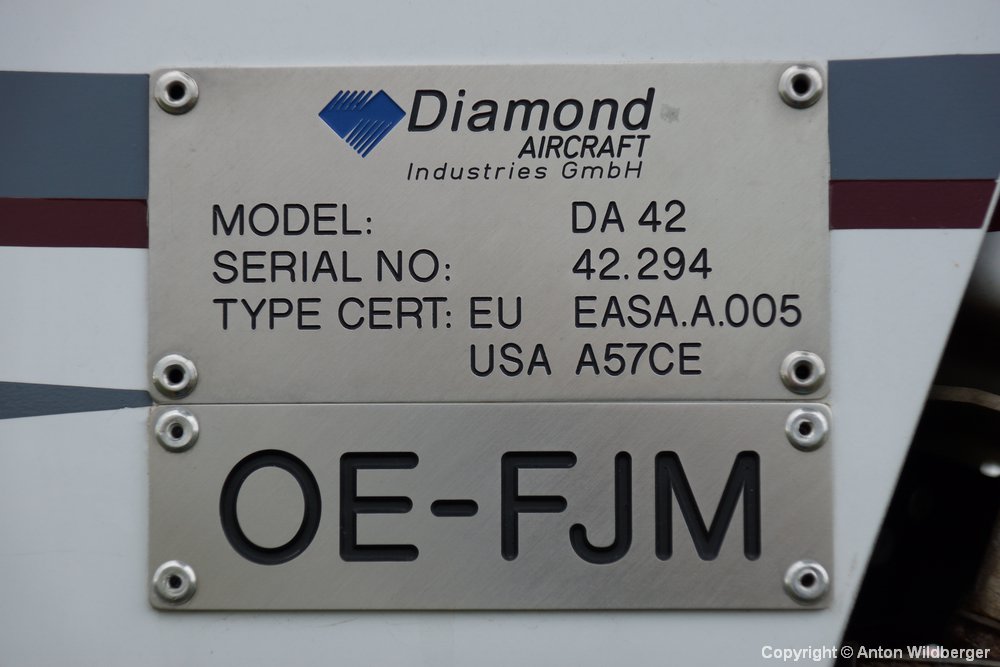 Diamond
AIRCRAFT
Industries GmbH
MODEL: DA 42
SERIAL NO: 42.294
TYPE CERT: EU EASA.A.005
USA A57CE
OE-FJM
Copyright © Anton Wildberger